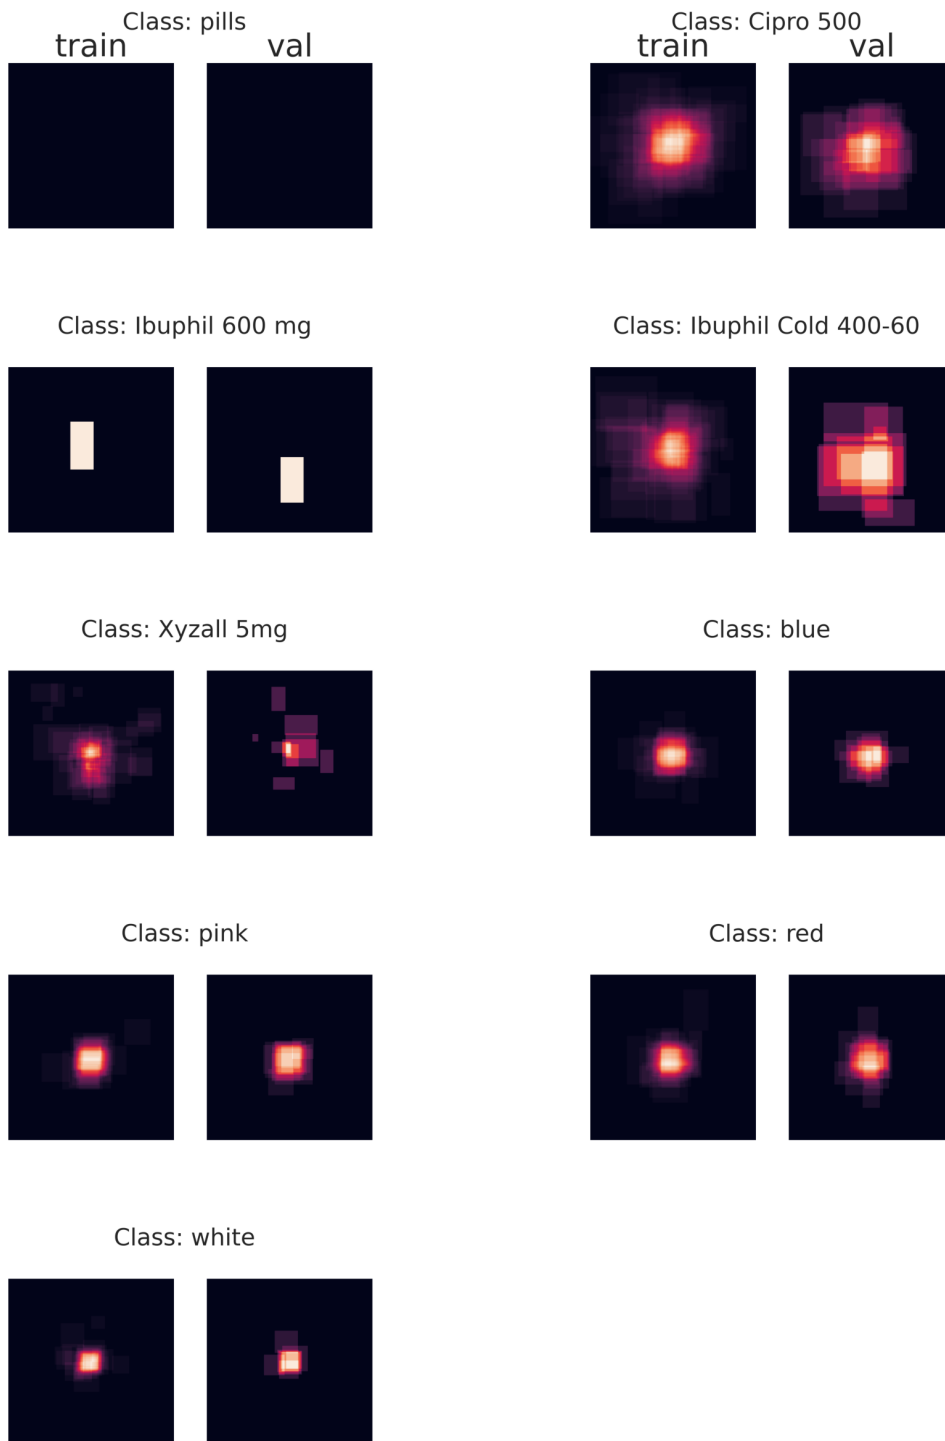 Class: pills
train val
Class: Cipro 500
train val
Class: Ibuphil 600 mg
Class: Ibuphil Cold 400-60
Class: Xyzall 5mg
Class: blue
Class: pink
Class: red
Class: white